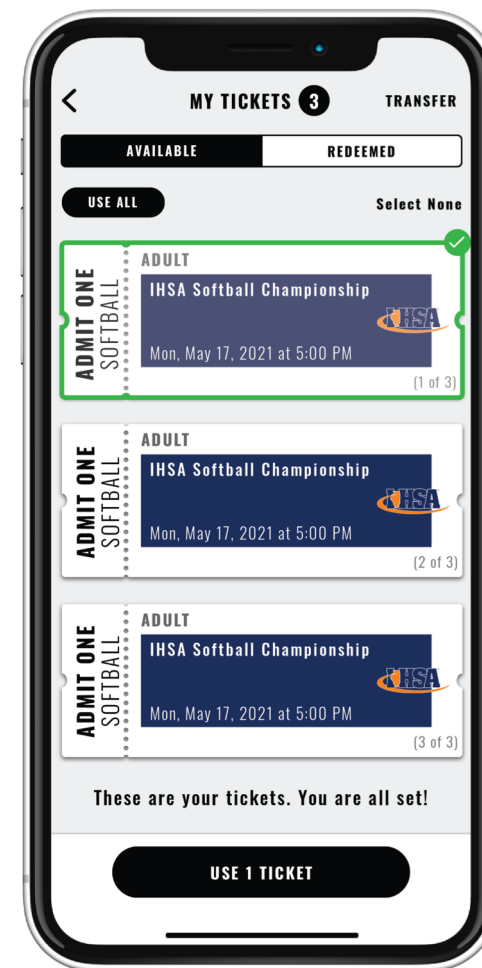 MY TICKETS 3 TRANSFER
AVAILABLE REDEEMED
USE ALL Select None
ADMIT ONE
SOFTBALL
ADULT
IHSA Softball Championship
IHSA
Mon, May 17, 2021 at 5:00 PM
(1 of 3)
ADMIT ONE
SOFTBALL
ADULT
IHSA Softball Championship
IHSA
Mon, May 17, 2021 at 5:00 PM
(2 of 3)
ADMIT ONE
SOFTBALL
ADULT
IHSA Softball Championship
IHSA
Mon, May 17, 2021 at 5:00 PM
(3 of 3)
These are your tickets. You are all set!
USE 1 TICKET